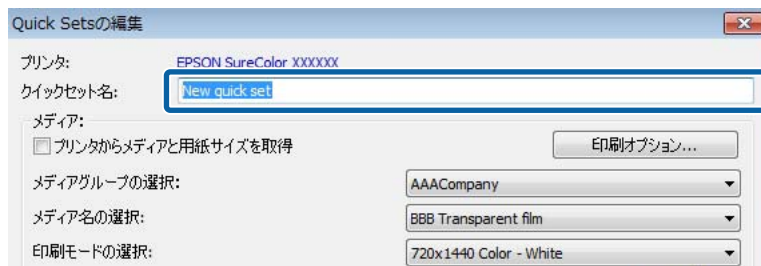 Quick Setsの編集
プリンタ: EPSON SureColor XXXXXX
クイックセット名: New quick set
メディア:
プリンタからメディアと用紙サイズを取得 印刷オプション...
メディアグループの選択: AAACompany
メディア名の選択: BBB Transparent film
印刷モードの選択: 720x1440 Color - White